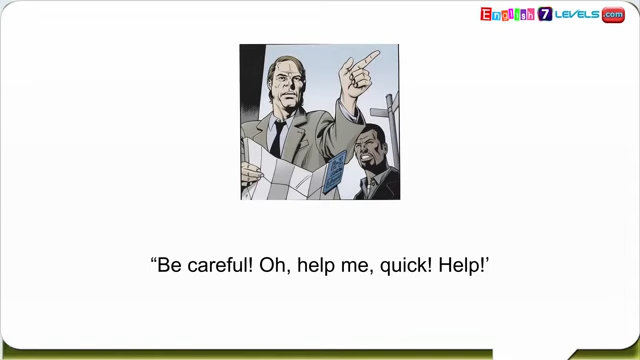 English 7 LEVELS .com
“Be careful! Oh, help me, quick! Help!’